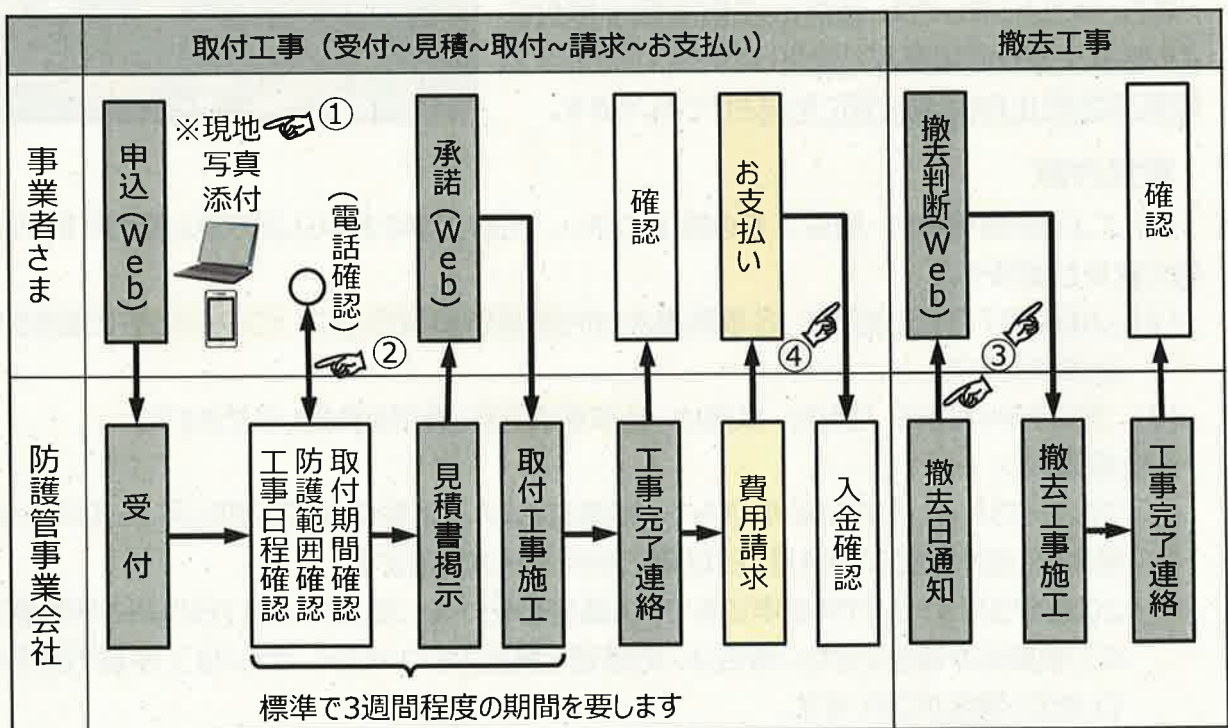 取付工事（受付~見積~取付~請求~お支払い）
撤去工事
事業者さま
申込（Web）
※現地
写真
添付
①
（電話確認）
②
承諾（Web）
確認
お支払い
④
撤去判断（Web）
③
確認
防護管事業会社
受付
取付期間確認
防護範囲確認
工事日程確認
見積書掲示
取付工事施工
工事完了連絡
費用請求
入金確認
撤去日通知
撤去工事施工
工事完了連絡
標準で3週間程度の期間を要します